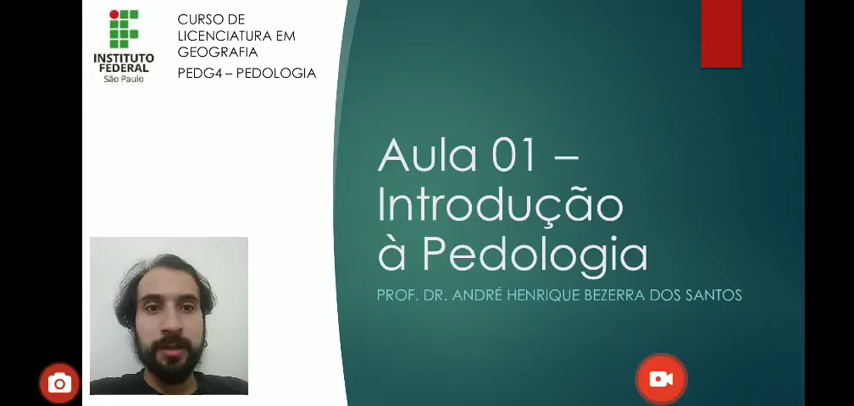 CURSO DE
LICENCIATURA EM
GEOGRAFIA
PEDG4 – PEDOLOGIA
INSTITUTO
FEDERAL
São Paulo
Aula 01 –
Introdução
à Pedologia
PROF. DR. ANDRÉ HENRIQUE BEZERRA DOS SANTOS